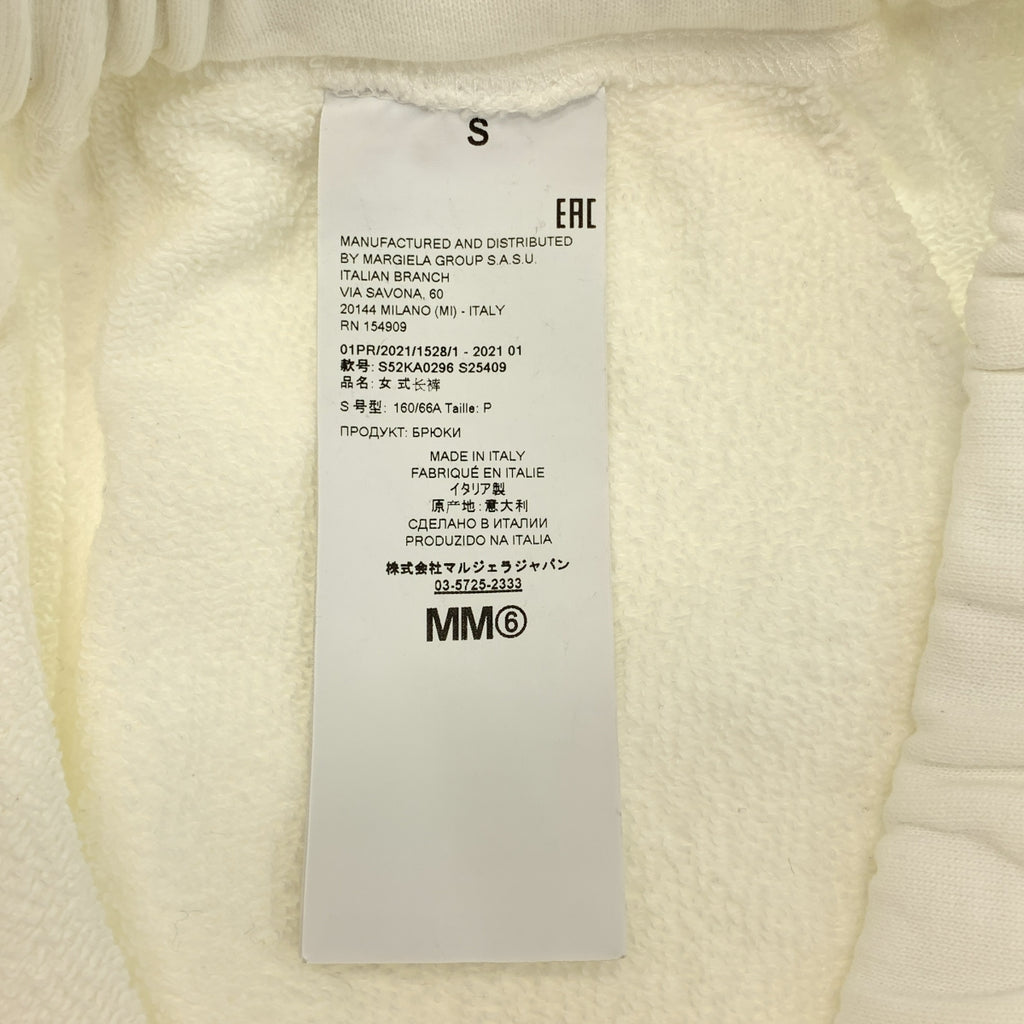 S
EAC
MANUFACTURED AND DISTRIBUTED
BY MARGIELA GROUP S.A.S.U.
ITALIAN BRANCH
VIA SAVONA, 60
20144 MILANO (MI) - ITALY
RN 154909
01PR/2021/1528/1 - 2021 01
款号: S52KA0296 S25409
品名: 女 式长裤
S 号型: 160/66A Taille: P
ПРОДУКТ: БРЮКИ
MADE IN ITALY
FABRIQUÉ EN ITALIE
イタリア製
原产地: 意大利
СДЕЛАНО В ИТАЛИИ
PRODUZIDO NA ITALIA
株式会社マルジェラジャパン
03-5725-2333
MM⑥